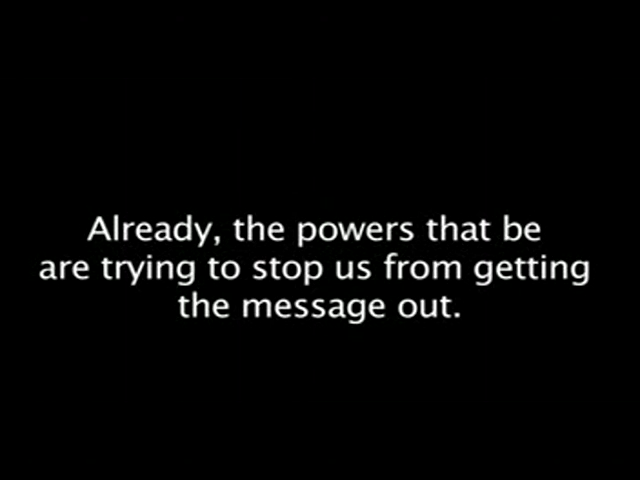 Already, the powers that be
are trying to stop us from getting
the message out.